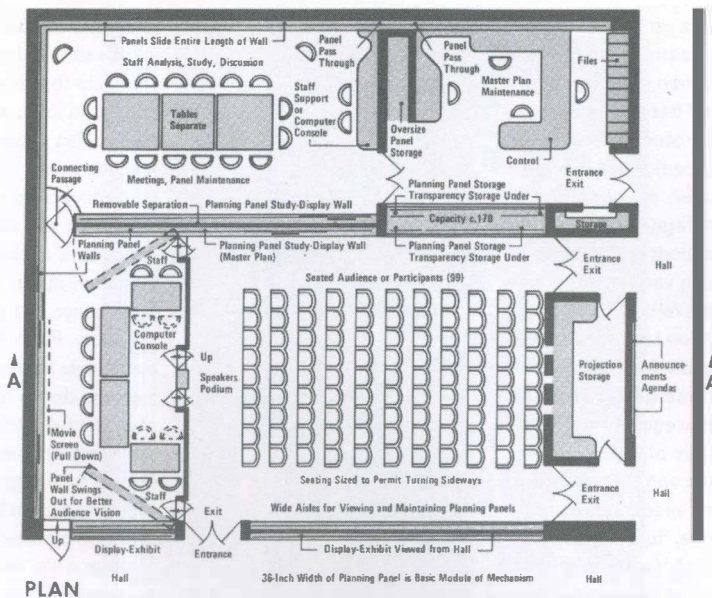 Panels Slide Entire Length of Wall
Staff Analysis, Study, Discussion
Panel
Pass
Through
Panel
Pass
Through
Files
Master Plan
Maintenance
Staff
Support
or
Computer
Console
Tables
Separate
Oversize
Panel
Storage
Control
Connecting
Passage
Meetings, Panel Maintenance
Entrance
Exit
Removable Separation
Planning Panel Study-Display Wall
Planning Panel Storage
Transparency Storage Under
Capacity c.170
Storage
Planning Panel
Walls
Staff
Planning Panel Study-Display Wall
(Master Plan)
Planning Panel Storage
Transparency Storage Under
Entrance
Exit
Hall
Seated Audience or Participants (99)
Computer
Console
Up
Speakers
Podium
Projection
Storage
Announce-
ments
Agendas
A
A
Movie
Screen
(Pull Down)
Panel
Wall Swings
Out for Better
Audience Vision
Staff
Seating Sized to Permit Turning Sideways
Entrance
Exit
Hall
Wide Aisles for Viewing and Maintaining Planning Panels
Exit
Up
Display-Exhibit
Entrance
Display-Exhibit Viewed from Hall
Hall
36-Inch Width of Planning Panel is Basic Module of Mechanism
Hall
PLAN